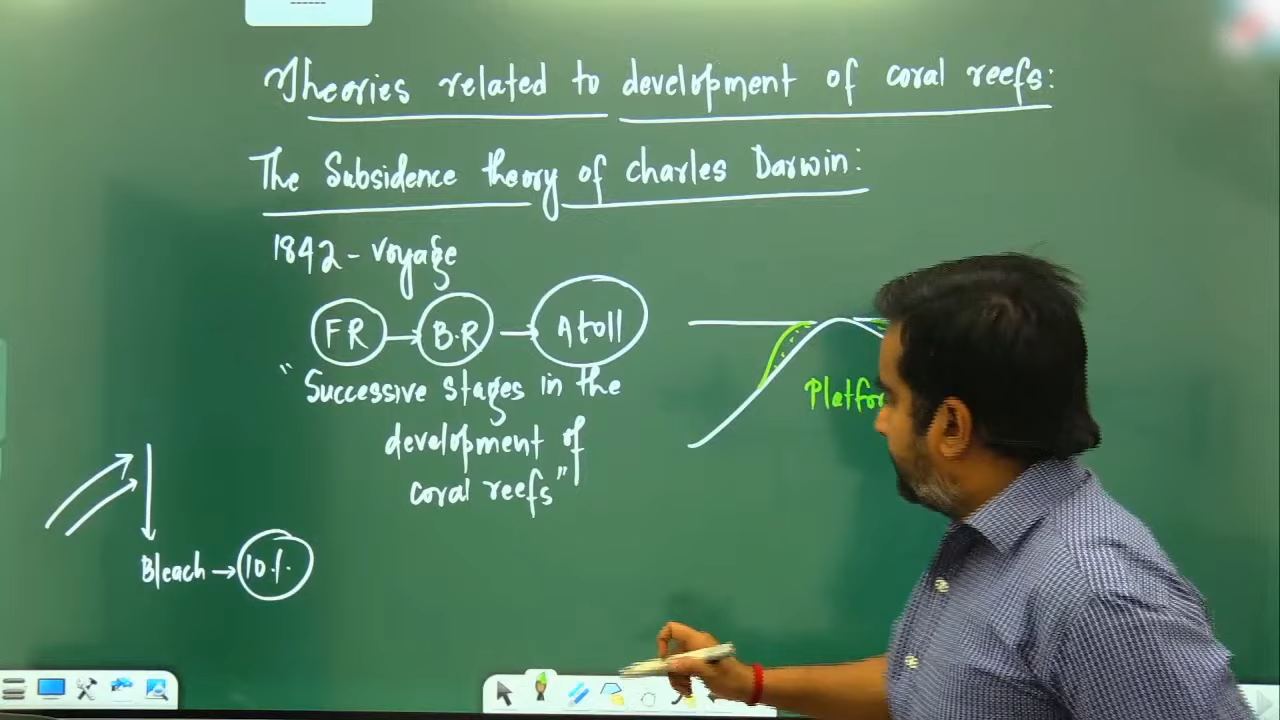 Theories related to development of coral reefs:
The Subsidence theory of Charles Darwin:
1842 - Voyage
FR → B.R → Atoll
"Successive stages in the
development of
coral reefs"
Platfor
Bleach → 10%